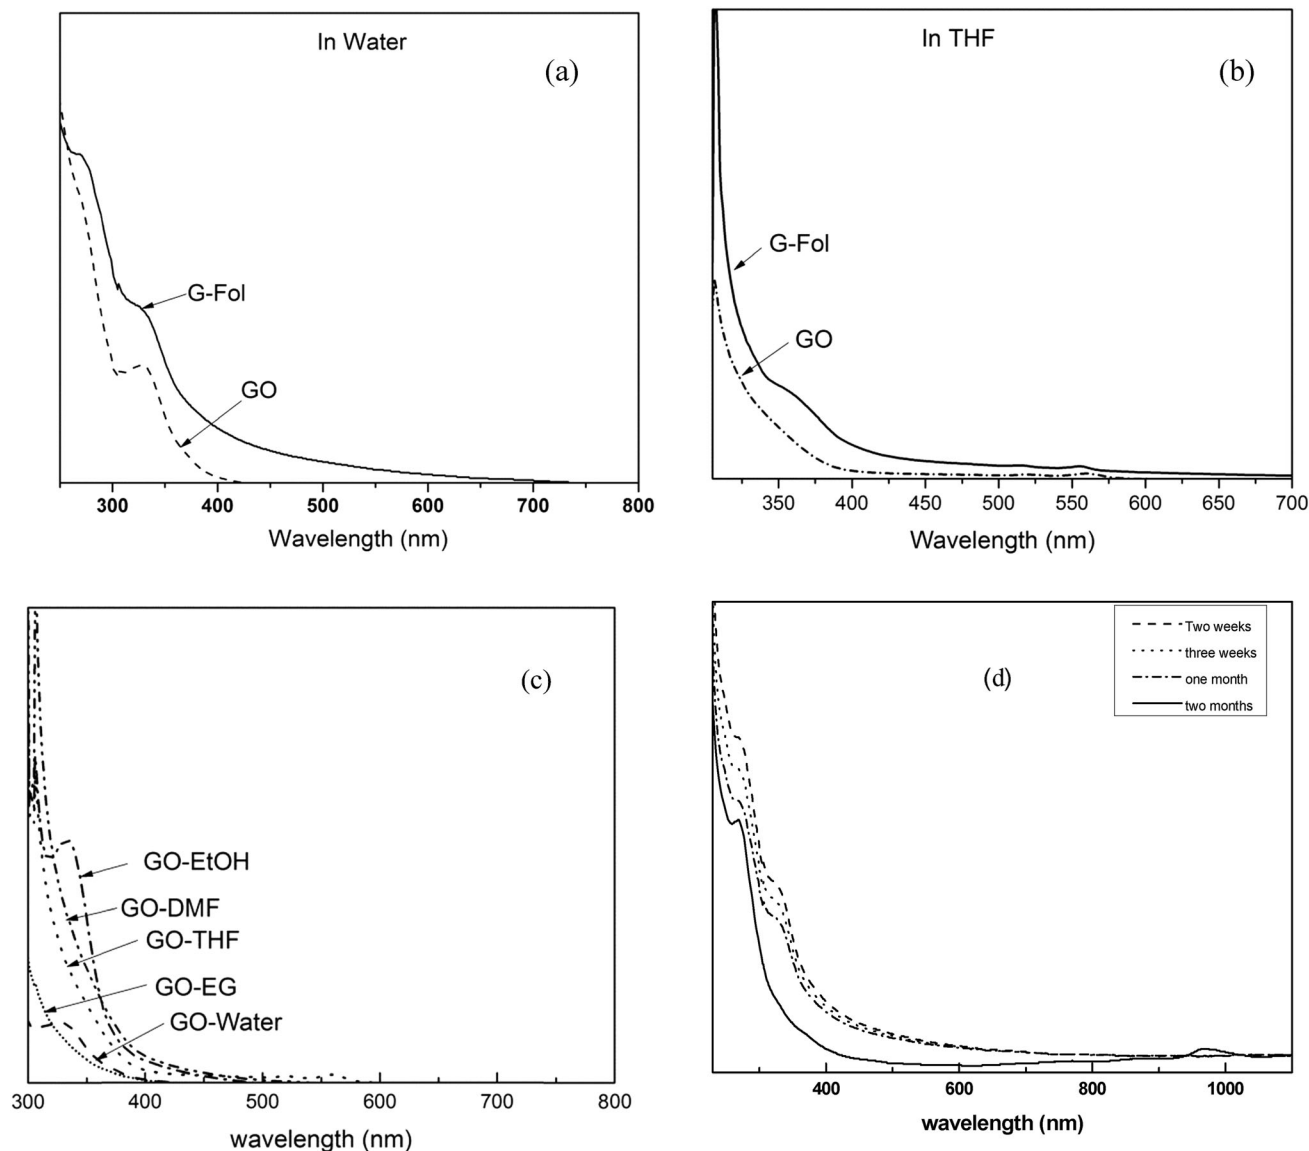 In Water
(a)
G-Fol
GO
300 400 500 600 700 800
Wavelength (nm)
In THF
(b)
G-Fol
GO
350 400 450 500 550 600 650 700
Wavelength (nm)
(c)
GO-EtOH
GO-DMF
GO-THF
GO-EG
GO-Water
300 400 500 600 700 800
wavelength (nm)
(d)
Two weeks
three weeks
one month
two months
400 600 800 1000
wavelength (nm)